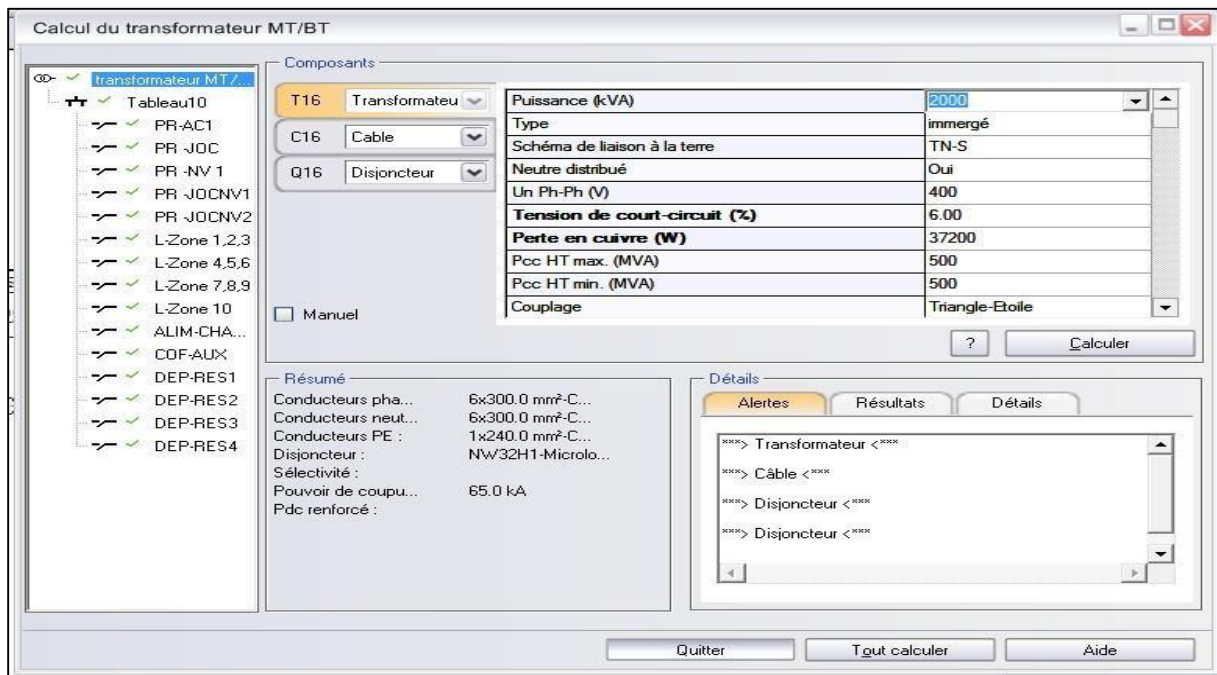 Calcul du transformateur MT/BT
transformateur MT/...
Tableau10
PR-AC1
PR -JOC
PR -NV 1
PR -JOCNV1
PR -JOCNV2
L-Zone 1,2,3
L-Zone 4,5,6
L-Zone 7,8,9
L-Zone 10
ALIM-CHA...
COF-AUX
DEP-RES1
DEP-RES2
DEP-RES3
DEP-RES4
Composants
T16 Transformateu
C16 Cable
Q16 Disjoncteur
Manuel
Puissance (kVA) 2000
Type immergé
Schéma de liaison à la terre TN-S
Neutre distribué Oui
Un Ph-Ph (V) 400
Tension de court-circuit (%) 6.00
Perte en cuivre (W) 37200
Pcc HT max. (MVA) 500
Pcc HT min. (MVA) 500
Couplage Triangle-Etoile
? Calculer
Résumé
Conducteurs pha... 6x300.0 mm²-C...
Conducteurs neut... 6x300.0 mm²-C...
Conducteurs PE : 1x240.0 mm²-C...
Disjoncteur : NW32H1-Microlo...
Sélectivité :
Pouvoir de coupu... 65.0 kA
Pdc renforcé :
Détails
Alertes Résultats Détails
***> Transformateur <***
***> Câble <***
***> Disjoncteur <***
***> Disjoncteur <***
Quitter Tout calculer Aide